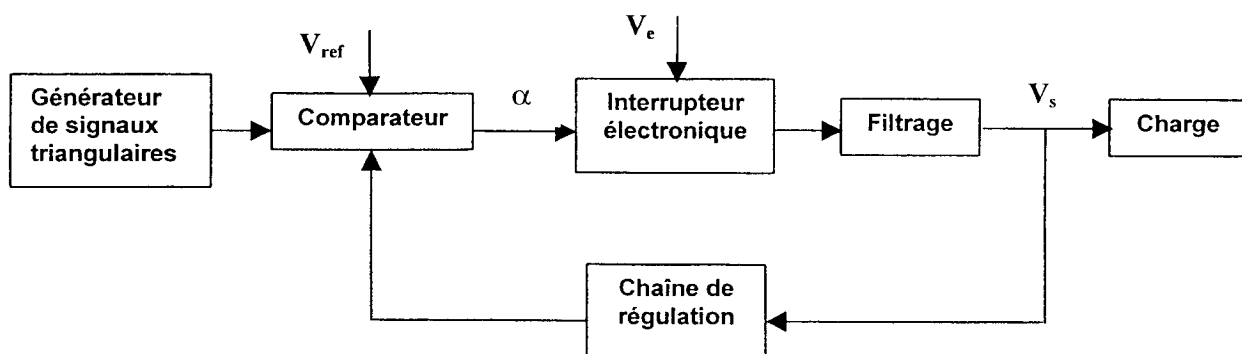 V_ref
V_e
Générateur
de signaux
triangulaires
Comparateur
α
Interrupteur
électronique
Filtrage
V_s
Charge
Chaîne de
régulation